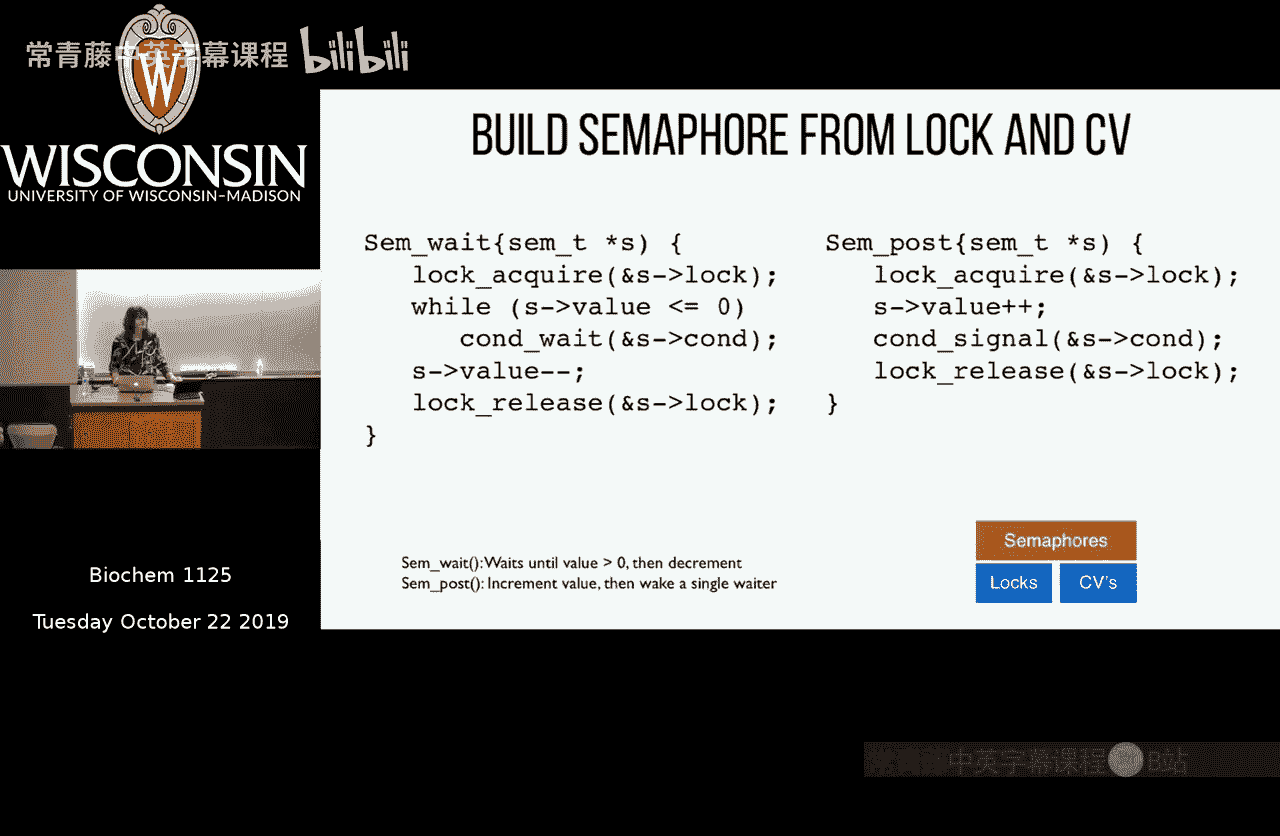 常青藤中英字幕课程 bilibili
W
WISCONSIN
UNIVERSITY OF WISCONSIN-MADISON
BUILD SEMAPHORE FROM LOCK AND CV
Sem_wait{sem_t *s) {
lock_acquire(&s->lock);
while (s->value <= 0)
cond_wait(&s->cond);
s->value--;
lock_release(&s->lock);
}
Sem_post{sem_t *s) {
lock_acquire(&s->lock);
s->value++;
cond_signal(&s->cond);
lock_release(&s->lock);
}
Sem_wait(): Waits until value > 0, then decrement
Sem_post(): Increment value, then wake a single waiter
Semaphores
Locks CV's
Biochem 1125
Tuesday October 22 2019
中英字幕课程 B站